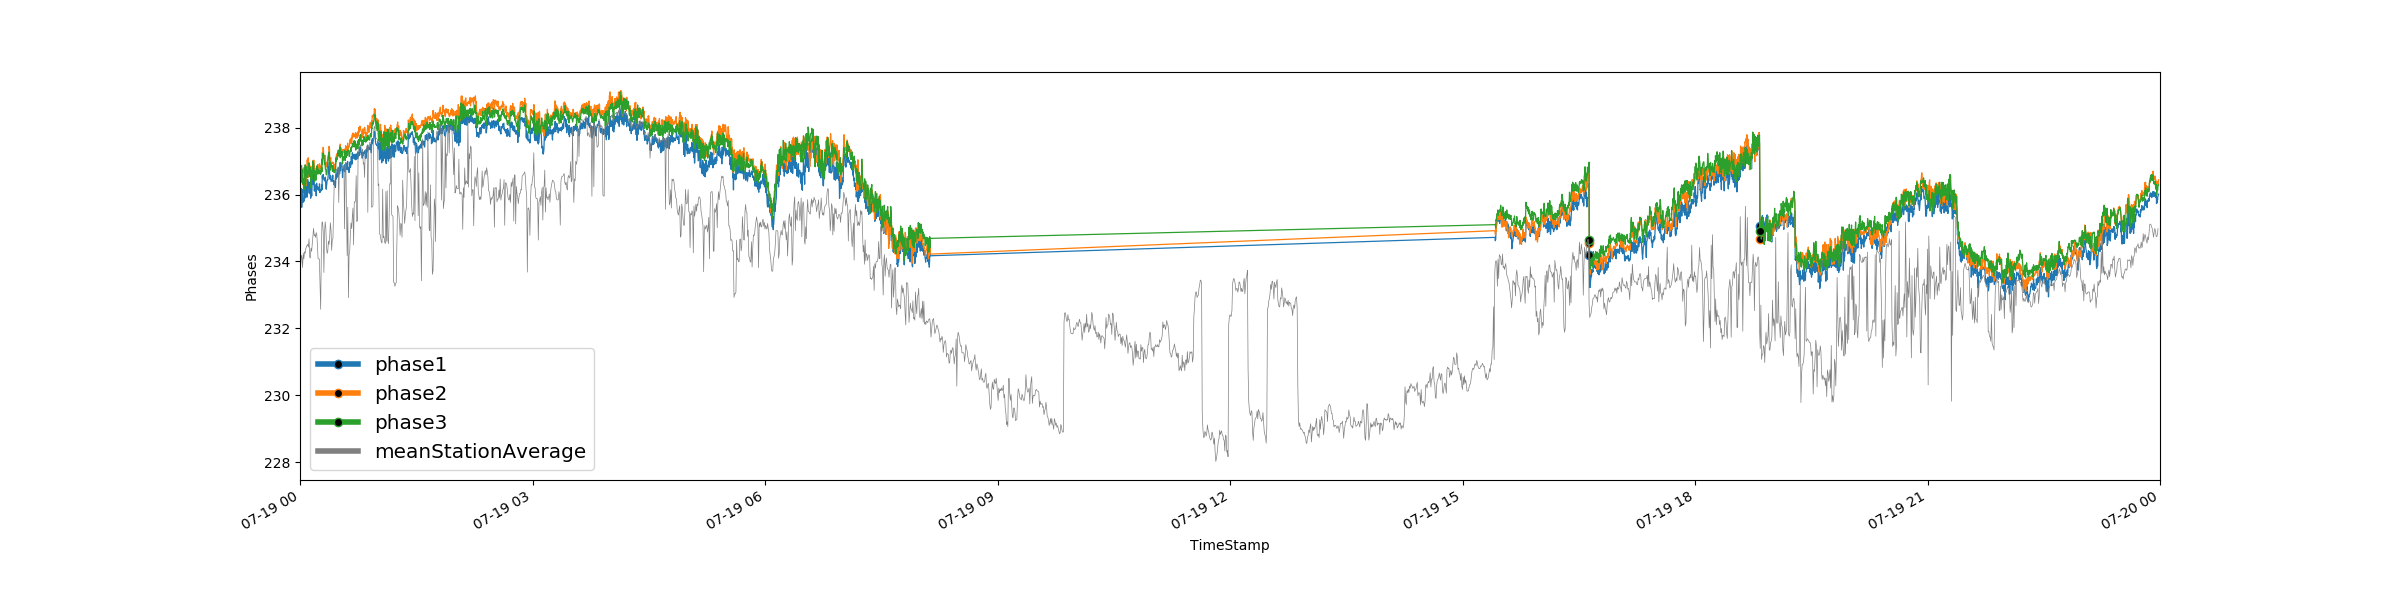 238
236
234
232
230
228
Phases
phase1
phase2
phase3
meanStationAverage
07-19 00
07-19 03
07-19 06
07-19 09
07-19 12
07-19 15
07-19 18
07-19 21
07-20 00
TimeStamp